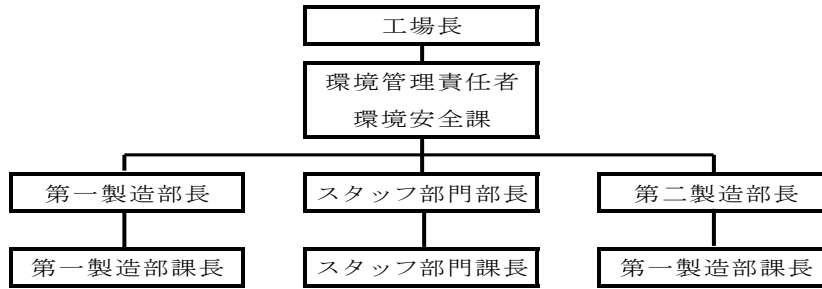 工場長
環境管理責任者
環境安全課
第一製造部長
スタッフ部門部長
第二製造部長
第一製造部課長
スタッフ部門課長
第一製造部課長